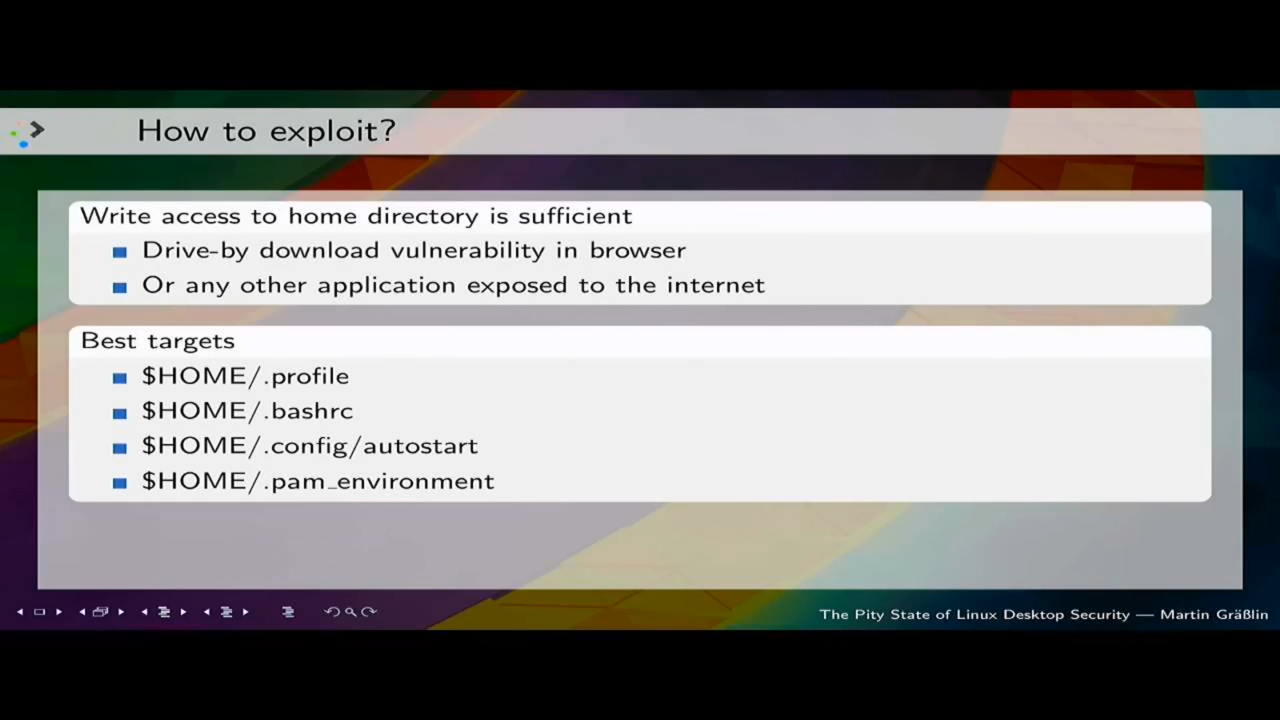 How to exploit?
Write access to home directory is sufficient
Drive-by download vulnerability in browser
Or any other application exposed to the internet
Best targets
$HOME/.profile
$HOME/.bashrc
$HOME/.config/autostart
$HOME/.pam_environment
The Pity State of Linux Desktop Security — Martin Gräßlin